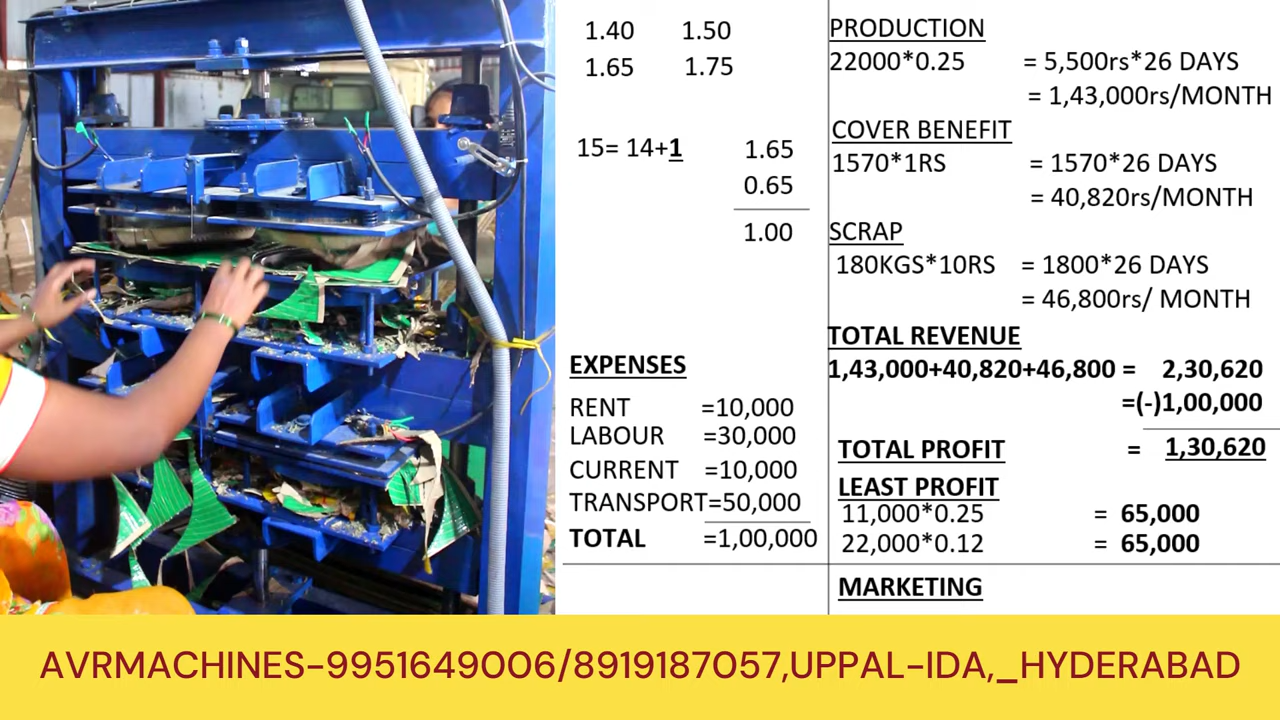 1.40 1.50
1.65 1.75
15= 14+1 1.65
0.65
1.00
EXPENSES
RENT =10,000
LABOUR =30,000
CURRENT =10,000
TRANSPORT=50,000
TOTAL =1,00,000
PRODUCTION
22000*0.25 = 5,500rs*26 DAYS
= 1,43,000rs/MONTH
COVER BENEFIT
1570*1RS = 1570*26 DAYS
= 40,820rs/MONTH
SCRAP
180KGS*10RS = 1800*26 DAYS
= 46,800rs/ MONTH
TOTAL REVENUE
1,43,000+40,820+46,800 = 2,30,620
=(-)1,00,000
TOTAL PROFIT = 1,30,620
LEAST PROFIT
11,000*0.25 = 65,000
22,000*0.12 = 65,000
MARKETING
AVRMACHINES-9951649006/8919187057,UPPAL-IDA,_HYDERABAD